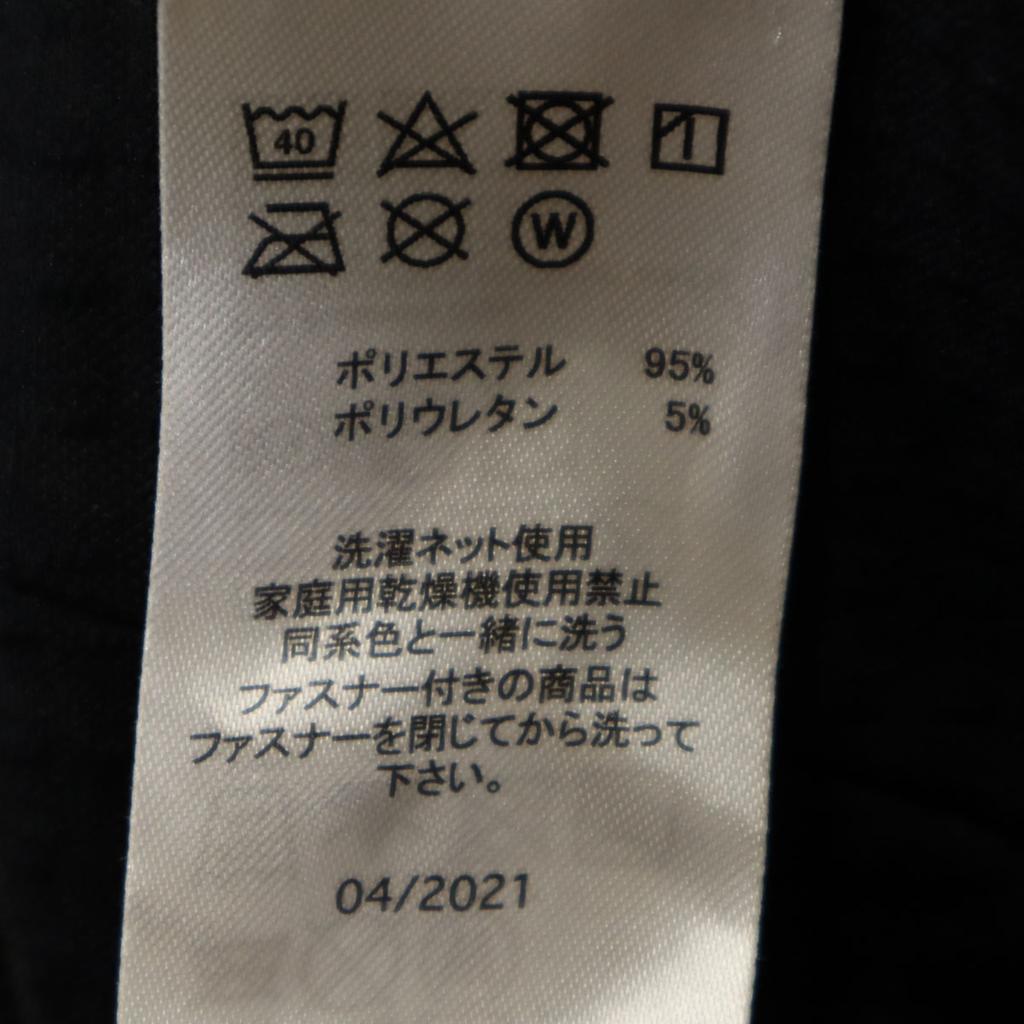 40
W
ポリエステル 95%
ポリウレタン 5%
洗濯ネット使用
家庭用乾燥機使用禁止
同系色と一緒に洗う
ファスナー付きの商品は
ファスナーを閉じてから洗って
下さい。
04/2021